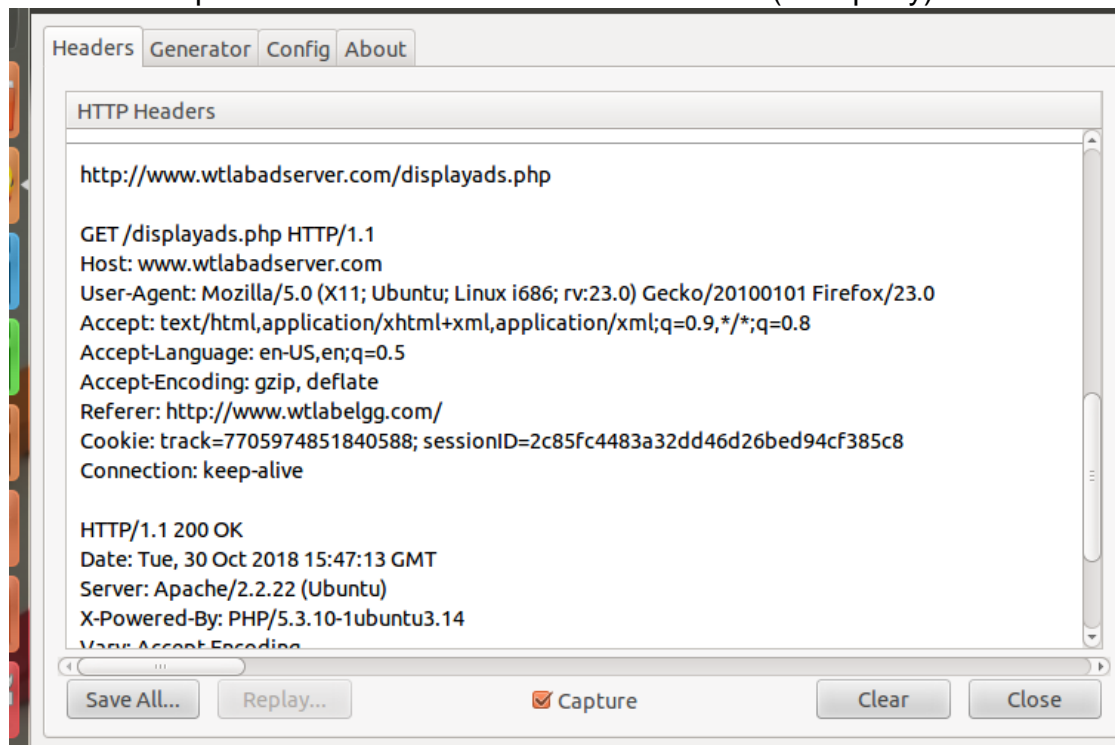 Headers Generator Config About
HTTP Headers
http://www.wtlabadserver.com/displayads.php
GET /displayads.php HTTP/1.1
Host: www.wtlabadserver.com
User-Agent: Mozilla/5.0 (X11; Ubuntu; Linux i686; rv:23.0) Gecko/20100101 Firefox/23.0
Accept: text/html,application/xhtml+xml,application/xml;q=0.9,*/*;q=0.8
Accept-Language: en-US,en;q=0.5
Accept-Encoding: gzip, deflate
Referer: http://www.wtlabelgg.com/
Cookie: track=7705974851840588; sessionID=2c85fc4483a32dd46d26bed94cf385c8
Connection: keep-alive
HTTP/1.1 200 OK
Date: Tue, 30 Oct 2018 15:47:13 GMT
Server: Apache/2.2.22 (Ubuntu)
X-Powered-By: PHP/5.3.10-1ubuntu3.14
Vary: Accept-Encoding
Save All... Replay... Capture Clear Close